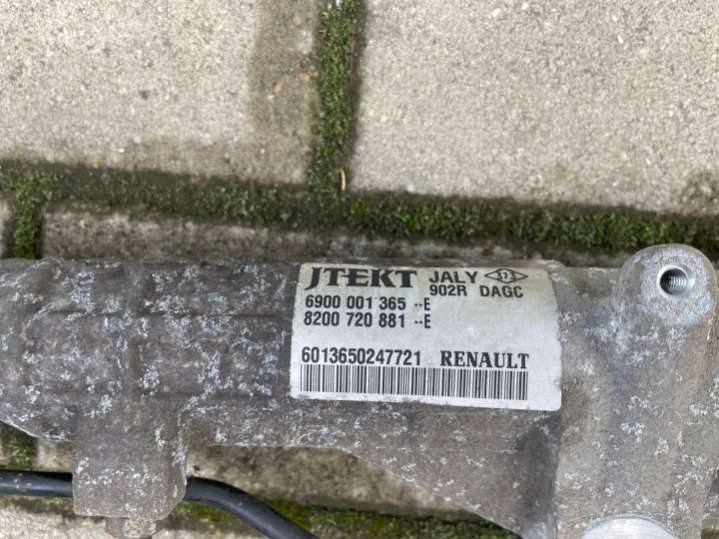 JTEKT JALY
902R DAGC
6900 001 365 --E
8200 720 881 --E
6013650247721 RENAULT